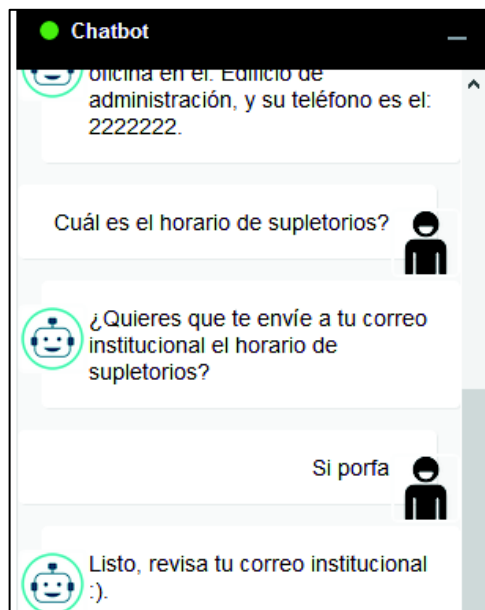 Chatbot
oficina en el: Edificio de
administración, y su teléfono es el:
2222222.
Cuál es el horario de supletorios?
¿Quieres que te envíe a tu correo
institucional el horario de
supletorios?
Si porfa
Listo, revisa tu correo institucional
:).